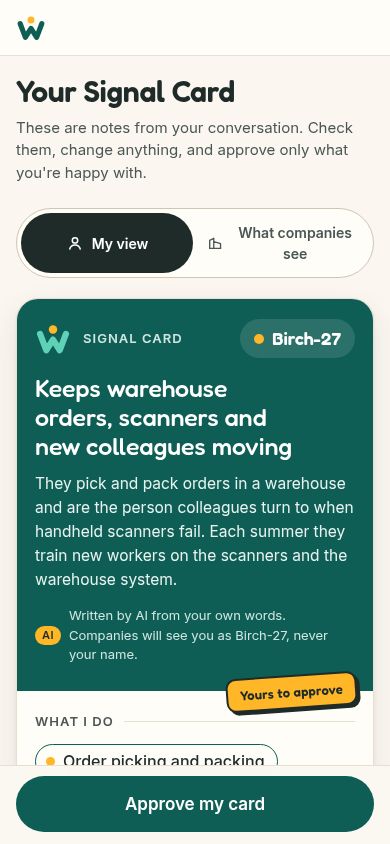 Your Signal Card
These are notes from your conversation. Check
them, change anything, and approve only what
you're happy with.
My view
What companies
see
SIGNAL CARD
Birch-27
Keeps warehouse
orders, scanners and
new colleagues moving
They pick and pack orders in a warehouse
and are the person colleagues turn to when
handheld scanners fail. Each summer they
train new workers on the scanners and the
warehouse system.
AI
Written by AI from your own words.
Companies will see you as Birch-27, never
your name.
Yours to approve
WHAT I DO
Order picking and packing
Approve my card